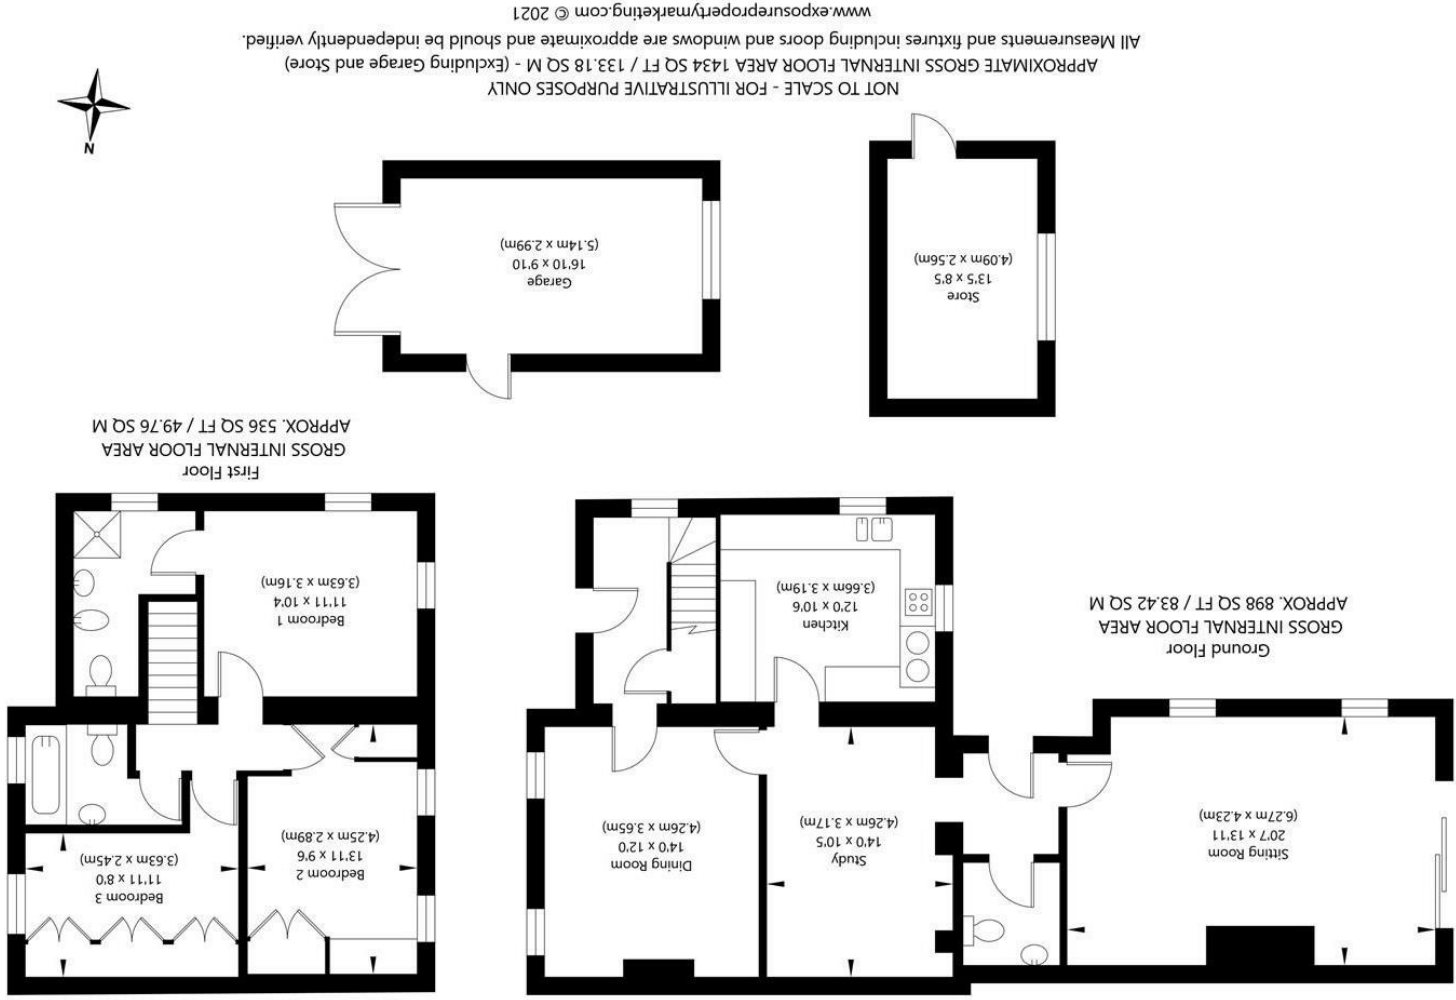 Sitting Room
20'7 x 13'11
(6.27m x 4.23m)
Study
14'0 x 10'5
(4.26m x 3.17m)
Dining Room
14'0 x 12'0
(4.26m x 3.65m)
Kitchen
12'0 x 10'6
(3.66m x 3.19m)
Ground Floor
GROSS INTERNAL FLOOR AREA
APPROX. 898 SQ FT / 83.42 SQ M
Bedroom 2
13'11 x 9'6
(4.25m x 2.89m)
Bedroom 3
11'11 x 8'0
(3.63m x 2.45m)
Bedroom 1
11'11 x 10'4
(3.63m x 3.16m)
First Floor
GROSS INTERNAL FLOOR AREA
APPROX. 536 SQ FT / 49.76 SQ M
Store
13'5 x 8'5
(4.09m x 2.56m)
Garage
16'10 x 9'10
(5.14m x 2.99m)
N
NOT TO SCALE - FOR ILLUSTRATIVE PURPOSES ONLY
APPROXIMATE GROSS INTERNAL FLOOR AREA 1434 SQ FT / 133.18 SQ M - (Excluding Garage and Store)
All Measurements and fixtures including doors and windows are approximate and should be independently verified.
www.exposurepropertymarketing.com © 2021